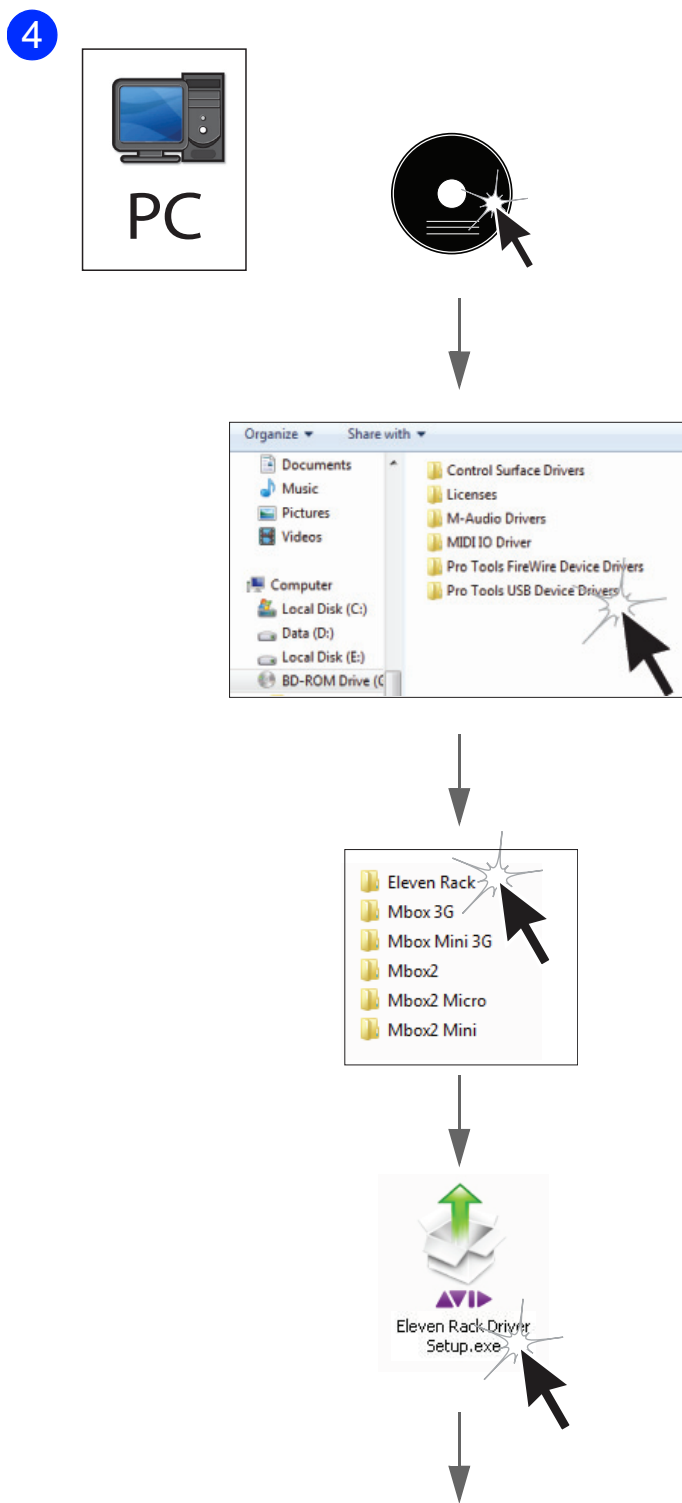 4
PC
Organize Share with
Documents
Music
Pictures
Videos
Computer
Local Disk (C:)
Data (D:)
Local Disk (E:)
BD-ROM Drive (
Control Surface Drivers
Licenses
M-Audio Drivers
MIDI IO Driver
Pro Tools FireWire Device Drivers
Pro Tools USB Device Drivers
Eleven Rack
Mbox 3G
Mbox Mini 3G
Mbox2
Mbox2 Micro
Mbox2 Mini
AVID
Eleven Rack Driver
Setup.exe